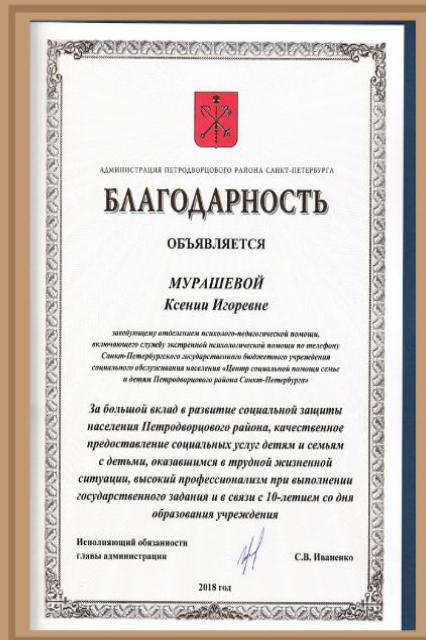 АДМИНИСТРАЦИЯ ПЕТРОДВОРЦОВОГО РАЙОНА САНКТ-ПЕТЕРБУРГА
БЛАГОДАРНОСТЬ
ОБЪЯВЛЯЕТСЯ
МУРАШЕВОЙ
Ксении Игоревне
заведующему отделением психолого-педагогической помощи,
включающего службу экстренной психологической помощи по телефону
Санкт-Петербургского государственного бюджетного учреждения
социального обслуживания населения «Центр социальной помощи семье
и детям Петродворцового района Санкт-Петербурга»
За большой вклад в развитие социальной защиты
населения Петродворцового района, качественное
предоставление социальных услуг детям и семьям
с детьми, оказавшимся в трудной жизненной
ситуации, высокий профессионализм при выполнении
государственного задания и в связи с 10-летием со дня
образования учреждения
Исполняющий обязанности
главы администрации
С.В. Иваненко
2018 год